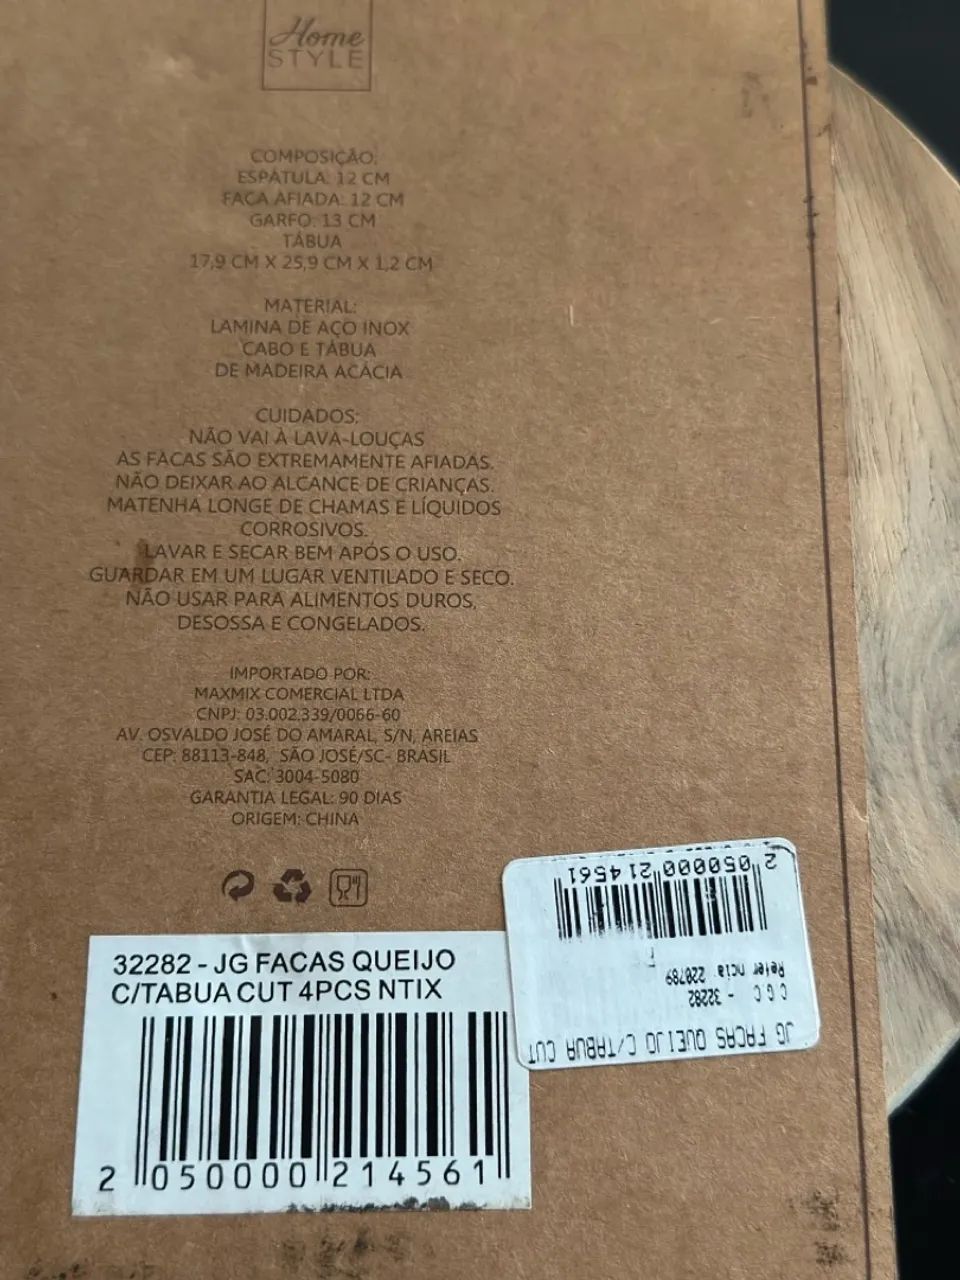 Home
STYLE
COMPOSIÇÃO:
ESPÁTULA: 12 CM
FACA AFIADA: 12 CM
GARFO: 13 CM
TÁBUA
17,9 CM X 25,9 CM X 1,2 CM
MATERIAL:
LAMINA DE AÇO INOX
CABO E TÁBUA
DE MADEIRA ACÁCIA
CUIDADOS:
NÃO VAI À LAVA-LOUÇAS
AS FACAS SÃO EXTREMAMENTE AFIADAS.
NÃO DEIXAR AO ALCANCE DE CRIANÇAS.
MATENHA LONGE DE CHAMAS E LÍQUIDOS
CORROSIVOS.
LAVAR E SECAR BEM APÓS O USO.
GUARDAR EM UM LUGAR VENTILADO E SECO.
NÃO USAR PARA ALIMENTOS DUROS,
DESOSSA E CONGELADOS.
IMPORTADO POR:
MAXMIX COMERCIAL LTDA
CNPJ: 03.002.339/0066-60
AV. OSVALDO JOSÉ DO AMARAL, S/N, AREIAS
CEP: 88113-848, SÃO JOSÉ/SC- BRASIL
SAC: 3004-5080
GARANTIA LEGAL: 90 DIAS
ORIGEM: CHINA
32282 - JG FACAS QUEIJO
C/TABUA CUT 4PCS NTIX
2 050000 214561
JG FACAS QUEIJO C/TABUA CUT
C G C - 32282
Refer ncia 220789
2 050000 214561